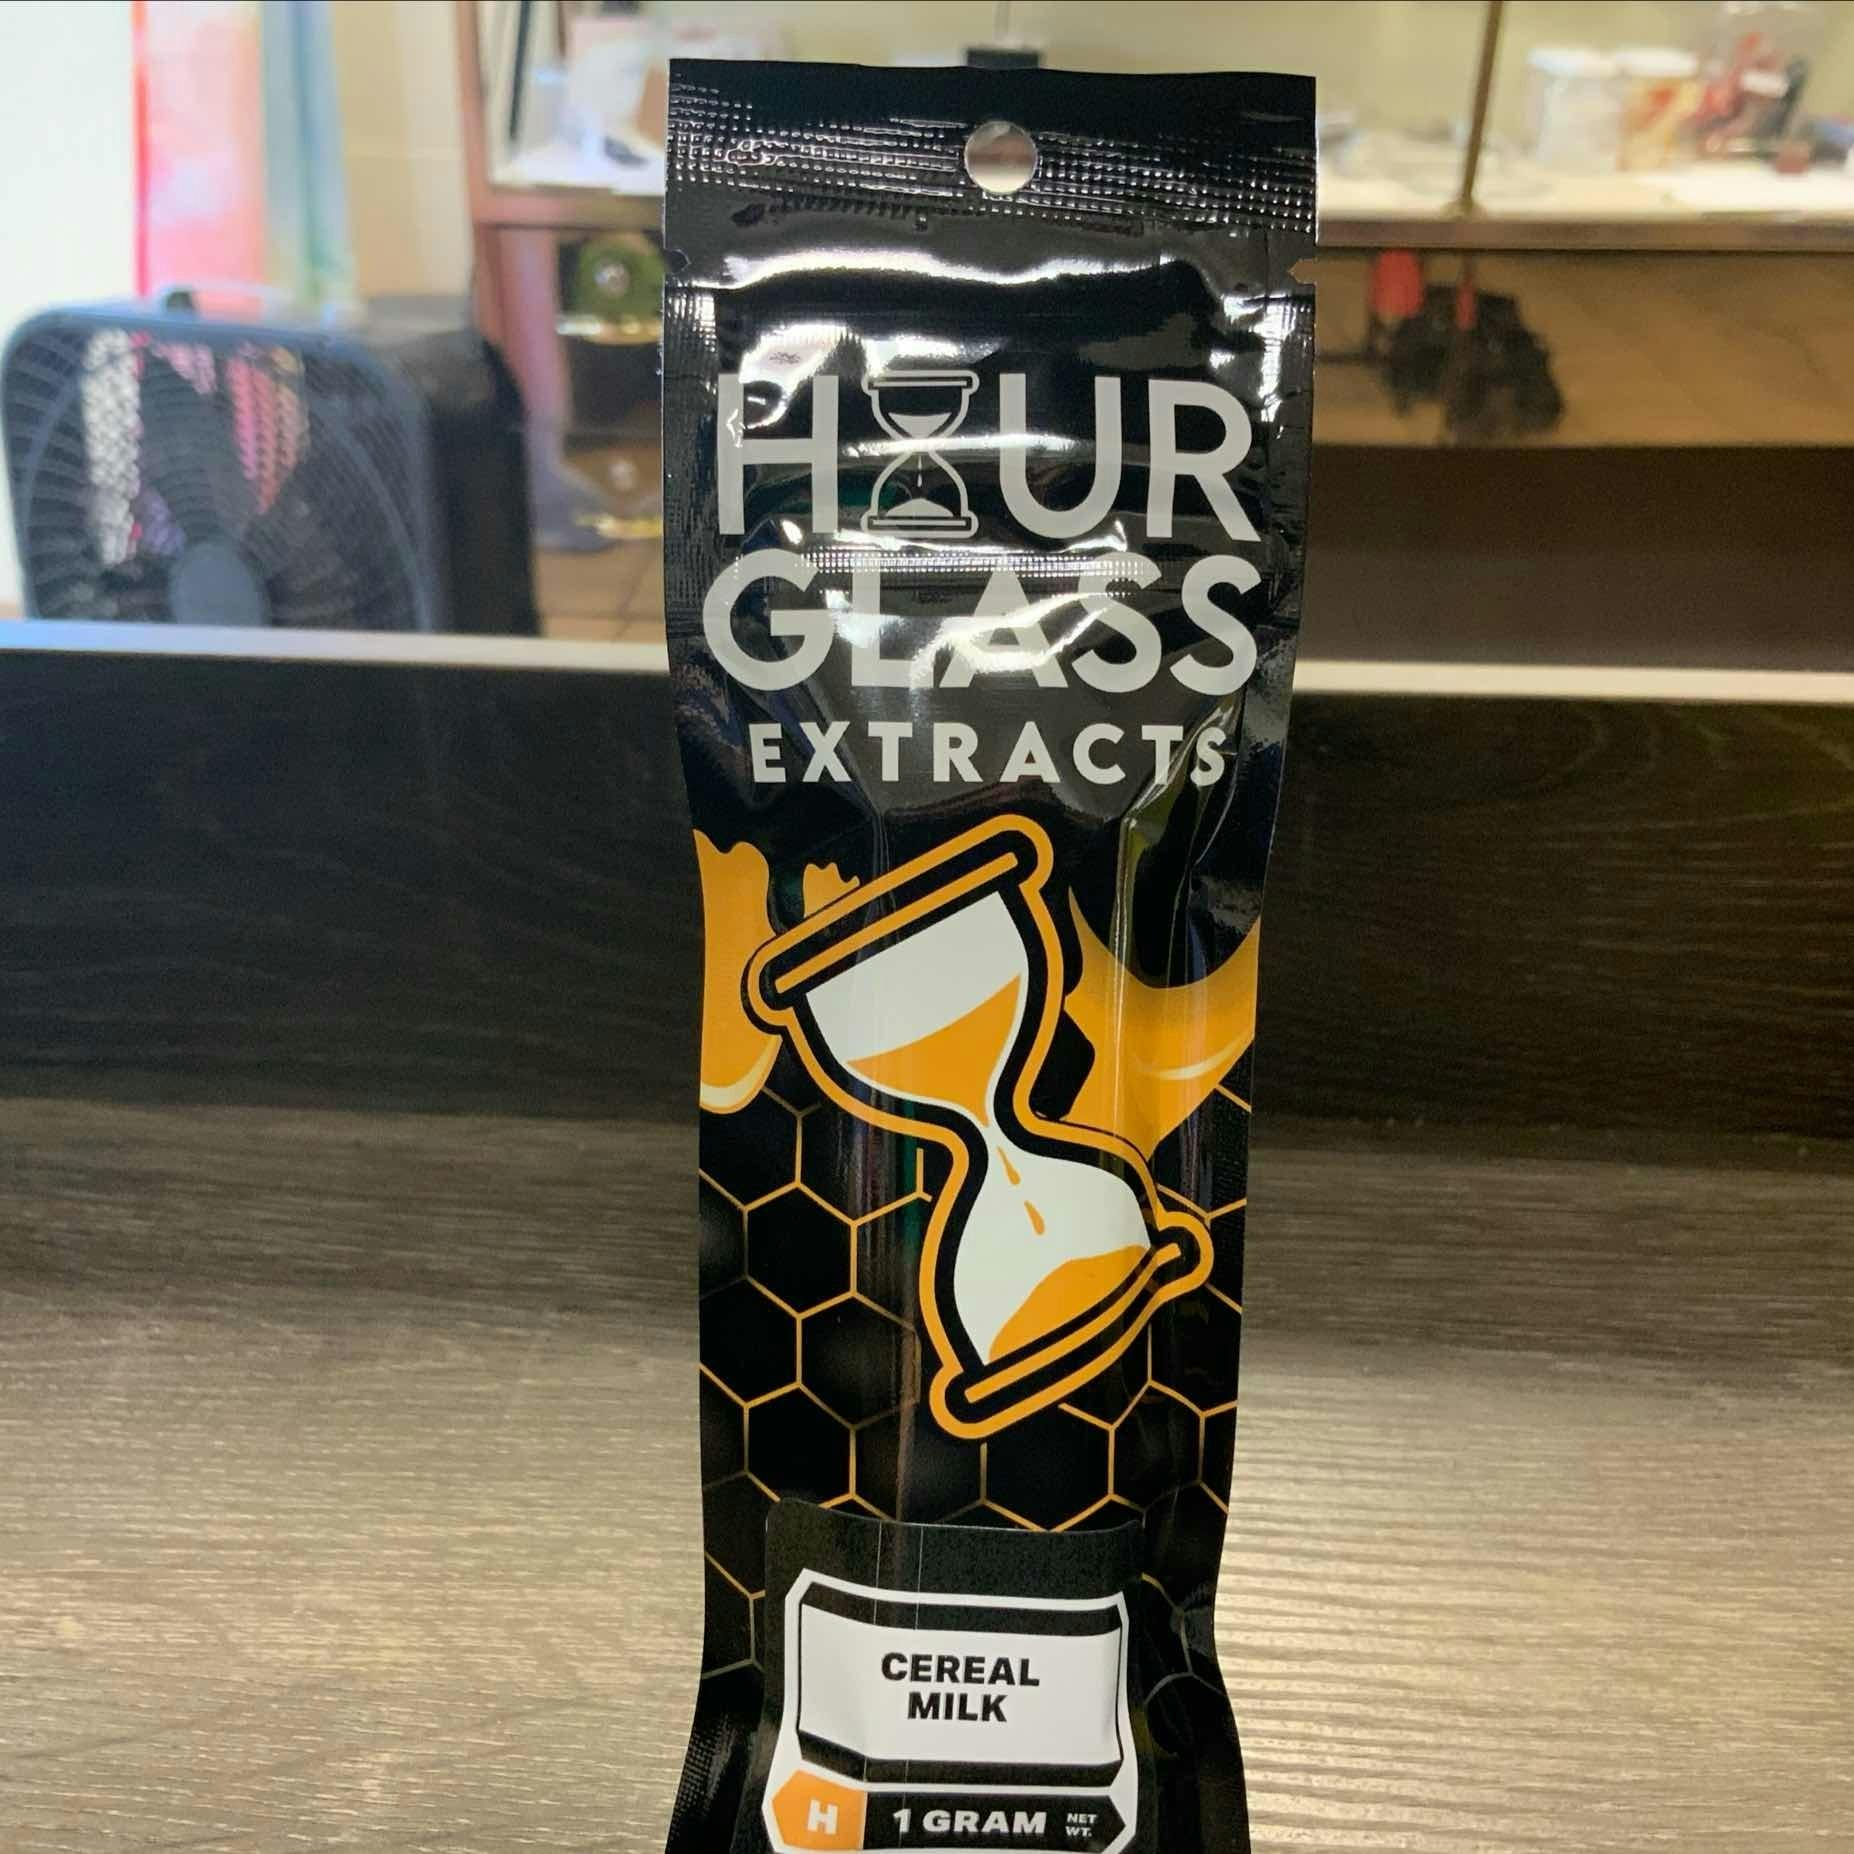 HOUR
GLASS
EXTRACTS
CEREAL
MILK
H 1 GRAM NET
WT.